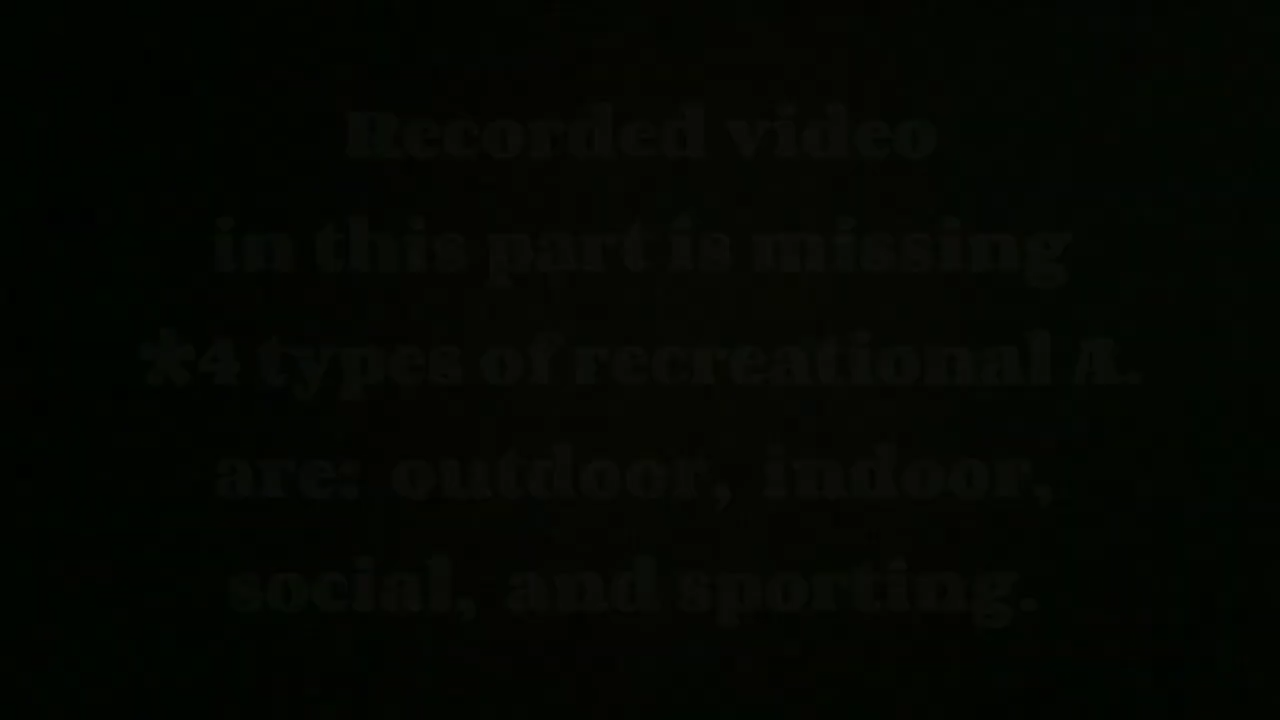 Recorded video
in this part is missing
*4 types of recreational A.
are: outdoor, indoor,
social, and sporting.